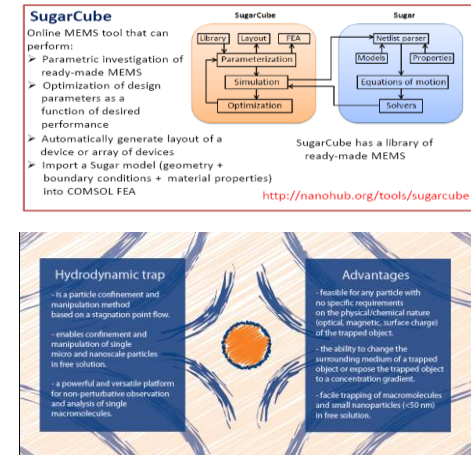 SugarCube
Online MEMS tool that can
perform:
➢ Parametric investigation of
ready-made MEMS
➢ Optimization of design
parameters as a
function of desired
performance
➢ Automatically generate layout of a
device or array of devices
➢ Import a Sugar model (geometry +
boundary conditions + material properties)
into COMSOL FEA
SugarCube
Library
Layout
FEA
Parameterization
Simulation
Optimization
Sugar
Netlist parser
Models
Properties
Equations of motion
Solvers
SugarCube has a library of
ready-made MEMS
http://nanohub.org/tools/sugarcube
Hydrodynamic trap
- is a particle confinement and
manipulation method
based on a stagnation point flow.
- enables confinement and
manipulation of single
micro and nanoscale particles
in free solution.
- a powerful and versatile platform
for non-perturbative observation
and analysis of single
macromolecules.
Advantages
- feasible for any particle with
no specific requirements
on the physical/chemical nature
(optical, magnetic, surface charge)
of the trapped object.
- the ability to change the
surrounding medium of a trapped
object or expose the trapped object
to a concentration gradient.
- facile trapping of macromolecules
and small nanoparticles (<50 nm)
in free solution.